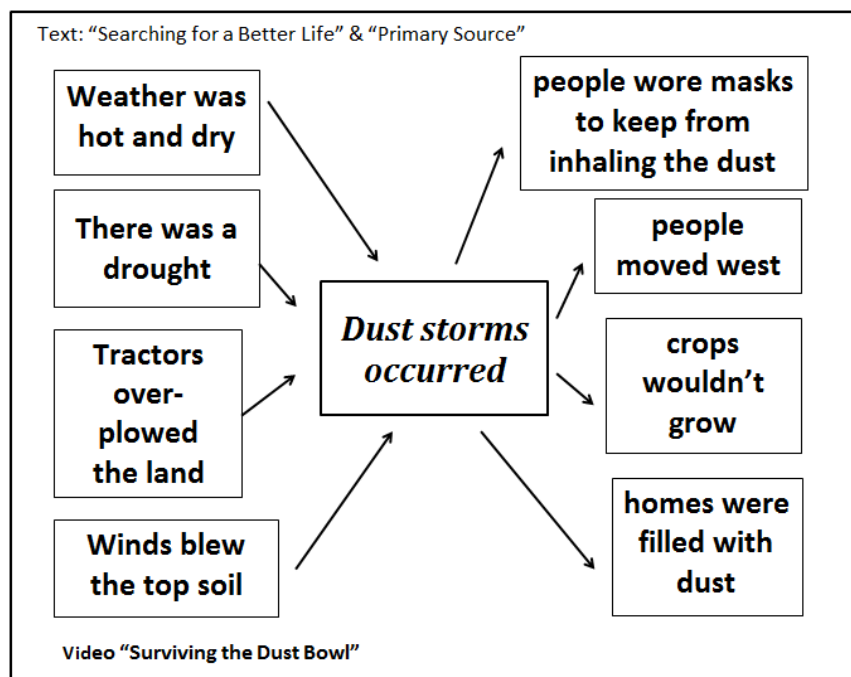 Text: “Searching for a Better Life” & “Primary Source”
Weather was
hot and dry
There was a
drought
Tractors
over-
plowed
the land
Winds blew
the top soil
Dust storms
occurred
people wore masks
to keep from
inhaling the dust
people
moved west
crops
wouldn’t
grow
homes were
filled with
dust
Video “Surviving the Dust Bowl”